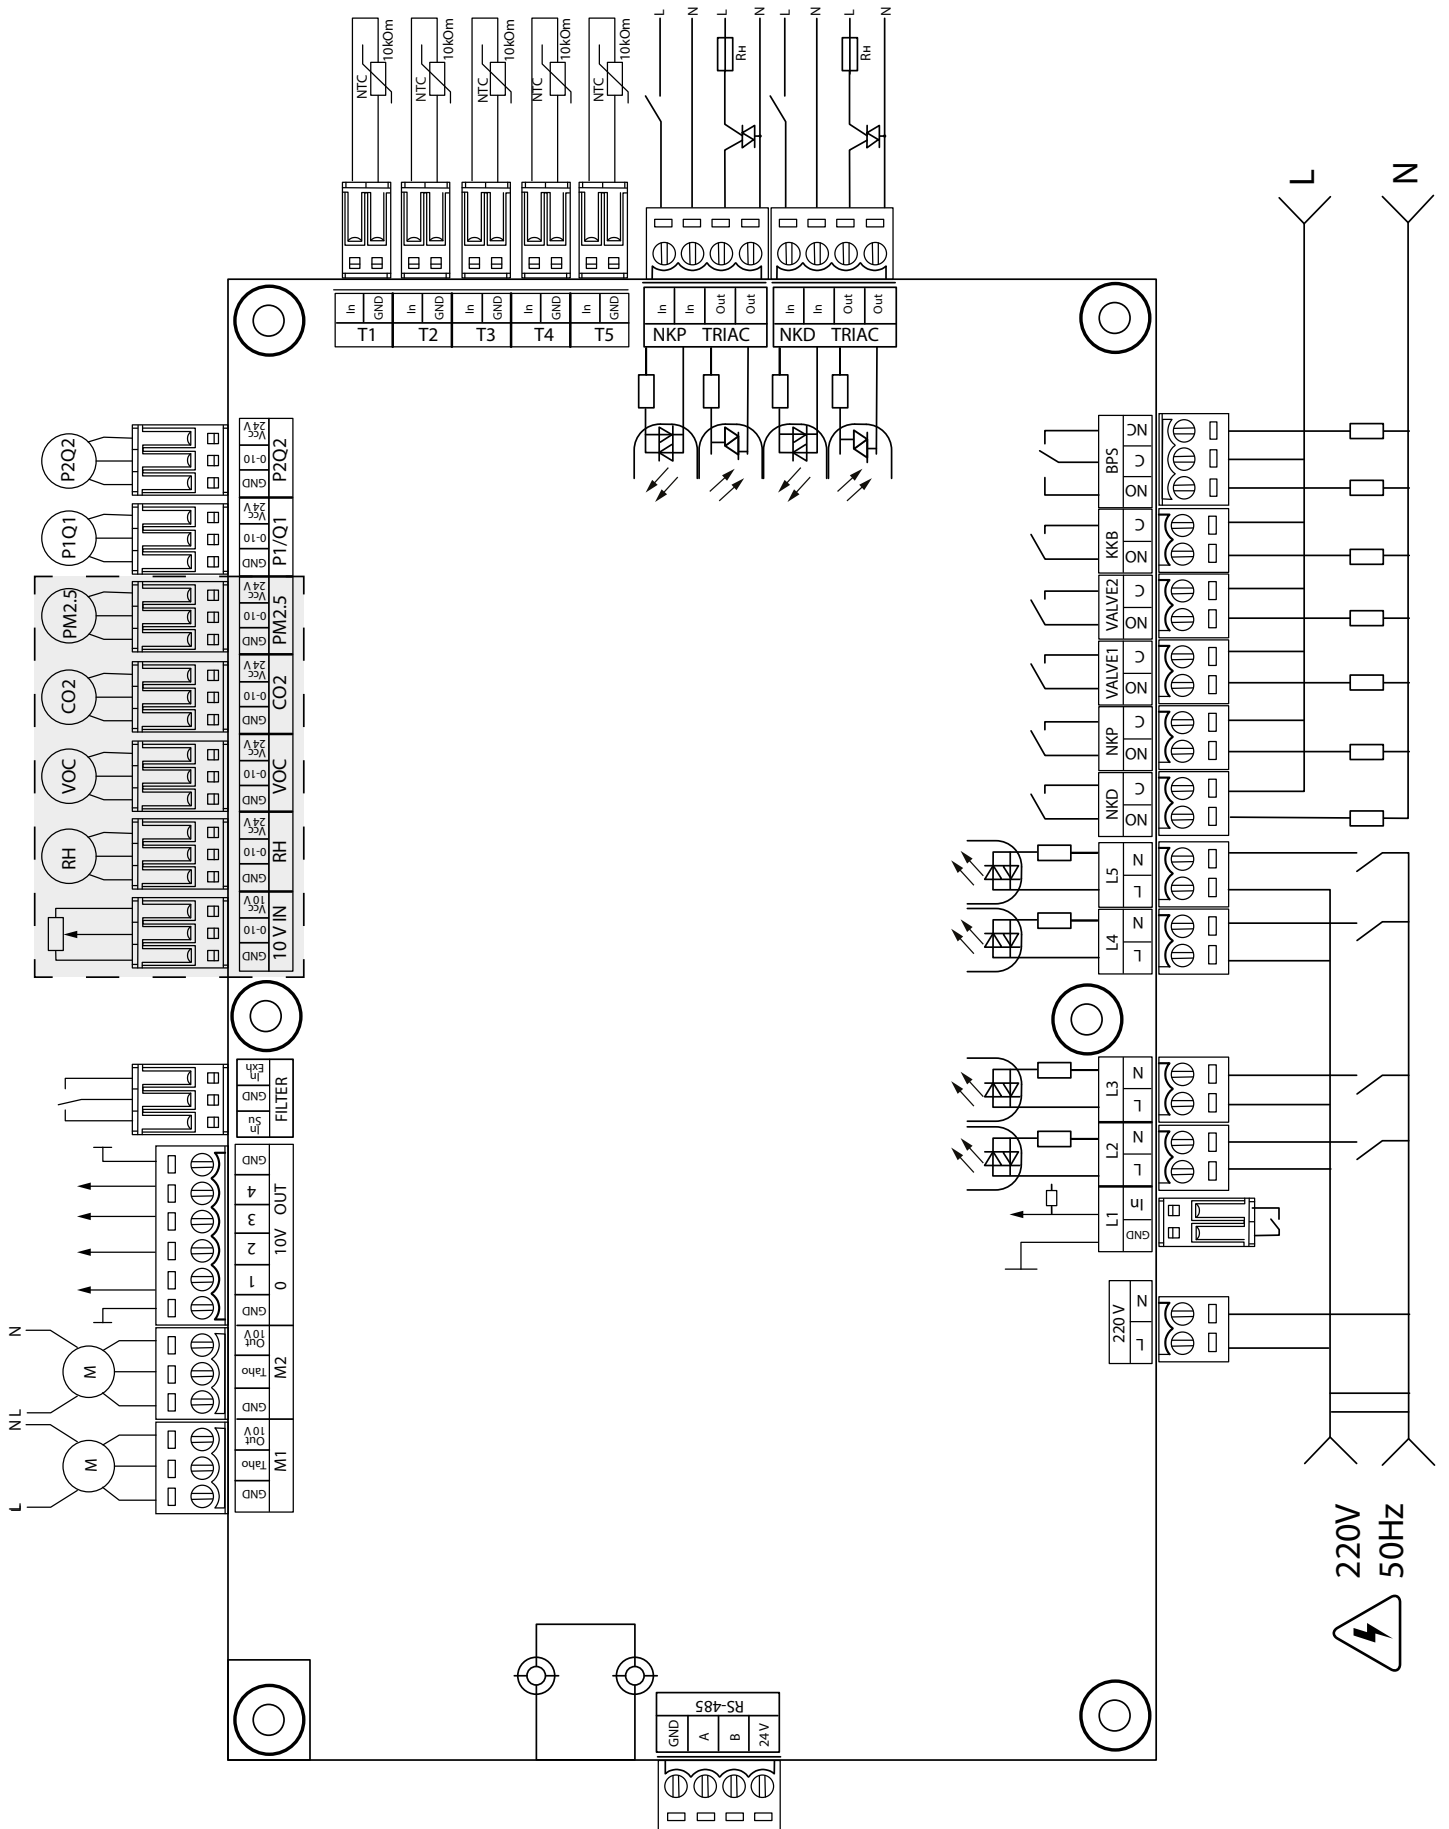 NTC 10kOm
NTC 10kOm
NTC 10kOm
NTC 10kOm
NTC 10kOm
L
N
L
N
L
N
Rн
Rн
In GND
T1
In GND
T2
In GND
T3
In GND
T4
In GND
T5
In In Out Out
NKP TRIAC
In In Out Out
NKD TRIAC
P2Q2
GND 0-10 Vcc 24V
P2Q2
P1Q1
GND 0-10 Vcc 24V
P1/Q1
PM2.5
GND 0-10 Vcc 24V
PM2.5
CO2
GND 0-10 Vcc 24V
CO2
VOC
GND 0-10 Vcc 24V
VOC
RH
GND 0-10 Vcc 24V
RH
GND 0-10 Vcc 10V
10 V IN
In Su GND In Exh
FILTER
GND 1 2 3 4 GND
0 10V OUT
N
L
M
GND Taho Out 10V
M2
N
L
M
GND Taho Out 10V
M1
BPS
NO C NC
KKB
NO C
VALVE2
NO C
VALVE1
NO C
NKP
NO C
NKD
NO C
L5
L N
L4
L N
L3
L N
L2
L N
L1
GND In
220 V
L N
L
N
220V
50Hz
RS-485
GND A B 24V